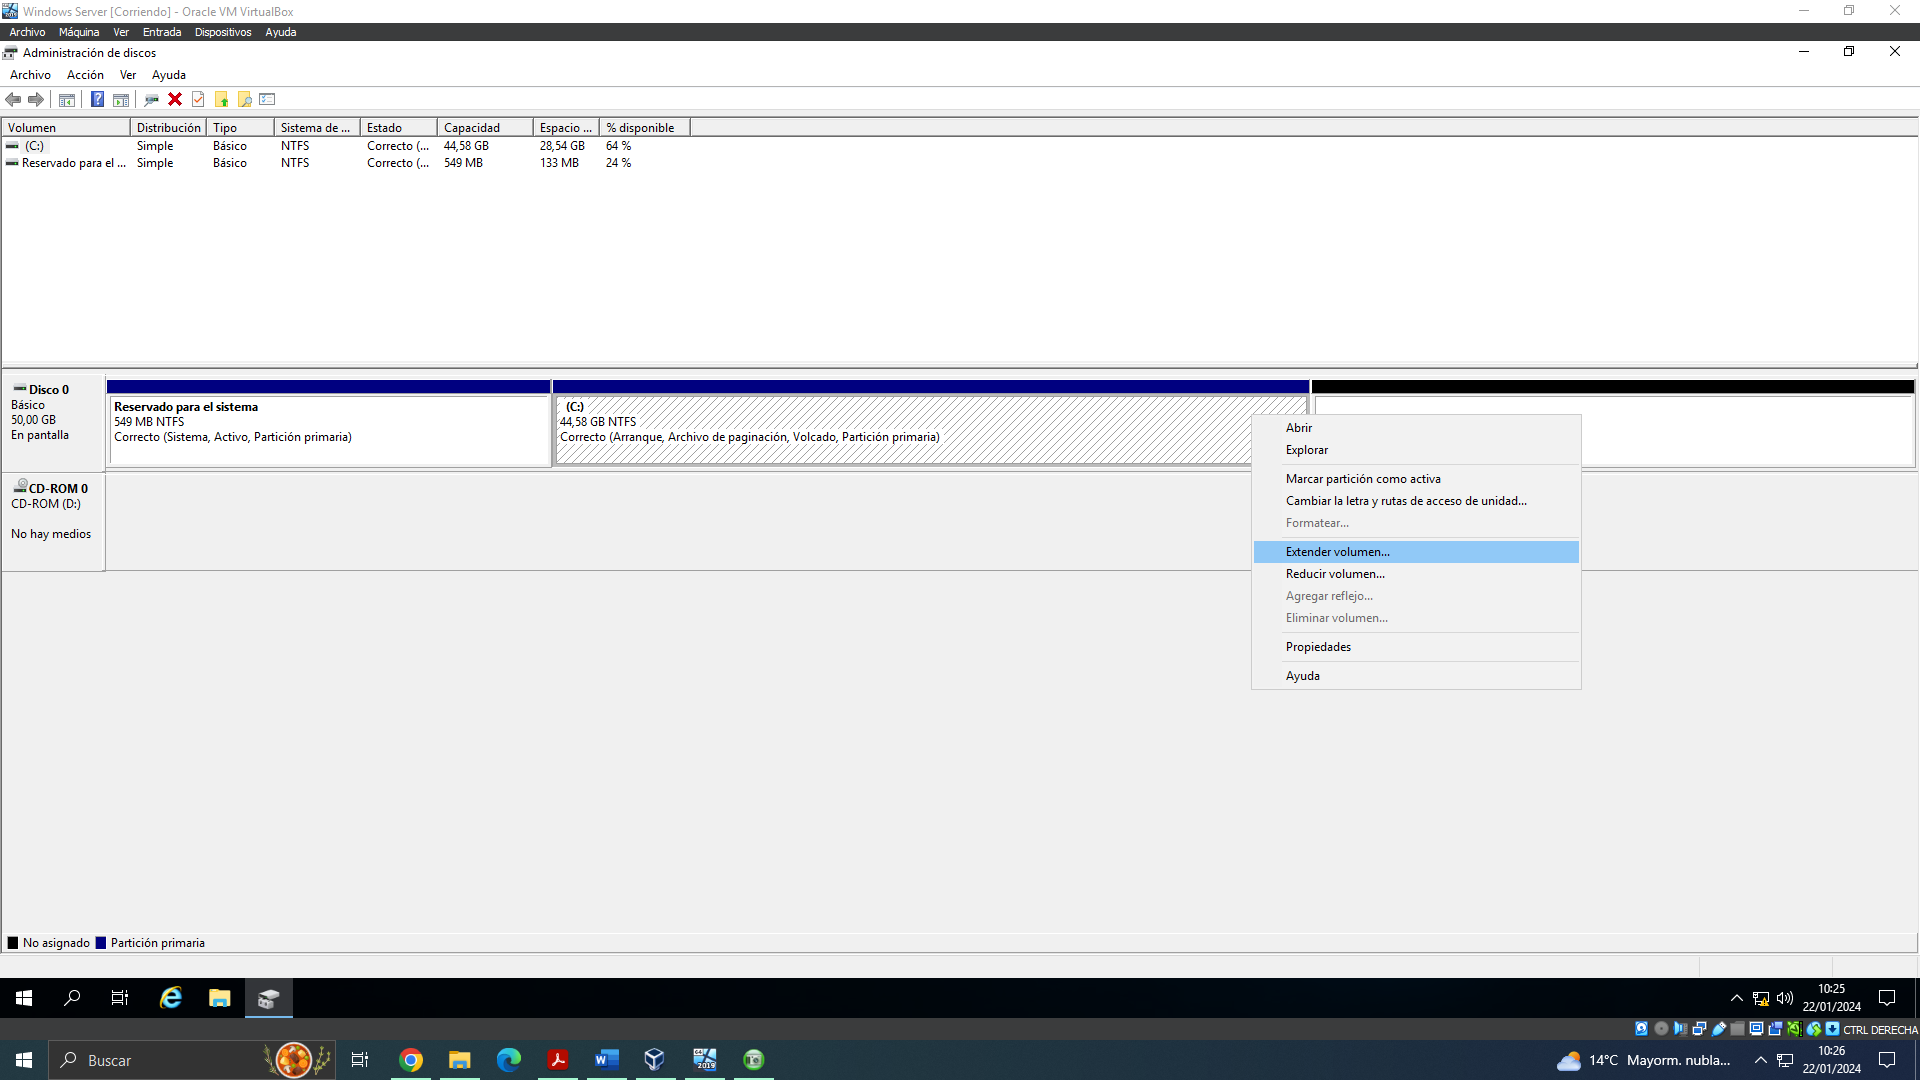 Windows Server [Corriendo] - Oracle VM VirtualBox
Archivo Máquina Ver Entrada Dispositivos Ayuda
Administración de discos
Archivo Acción Ver Ayuda
Volumen Distribución Tipo Sistema de ... Estado Capacidad Espacio ... % disponible
(C:) Simple Básico NTFS Correcto (... 44,58 GB 28,54 GB 64 %
Reservado para el ... Simple Básico NTFS Correcto (... 549 MB 133 MB 24 %
Disco 0
Básico
50,00 GB
En pantalla
Reservado para el sistema
549 MB NTFS
Correcto (Sistema, Activo, Partición primaria)
(C:)
44,58 GB NTFS
Correcto (Arranque, Archivo de paginación, Volcado, Partición primaria)
CD-ROM 0
CD-ROM (D:)
No hay medios
Abrir
Explorar
Marcar partición como activa
Cambiar la letra y rutas de acceso de unidad...
Formatear...
Extender volumen...
Reducir volumen...
Agregar reflejo...
Eliminar volumen...
Propiedades
Ayuda
No asignado Partición primaria
10:25
22/01/2024
CTRL DERECHA
Buscar
2019
14°C Mayorm. nubla...
10:26
22/01/2024